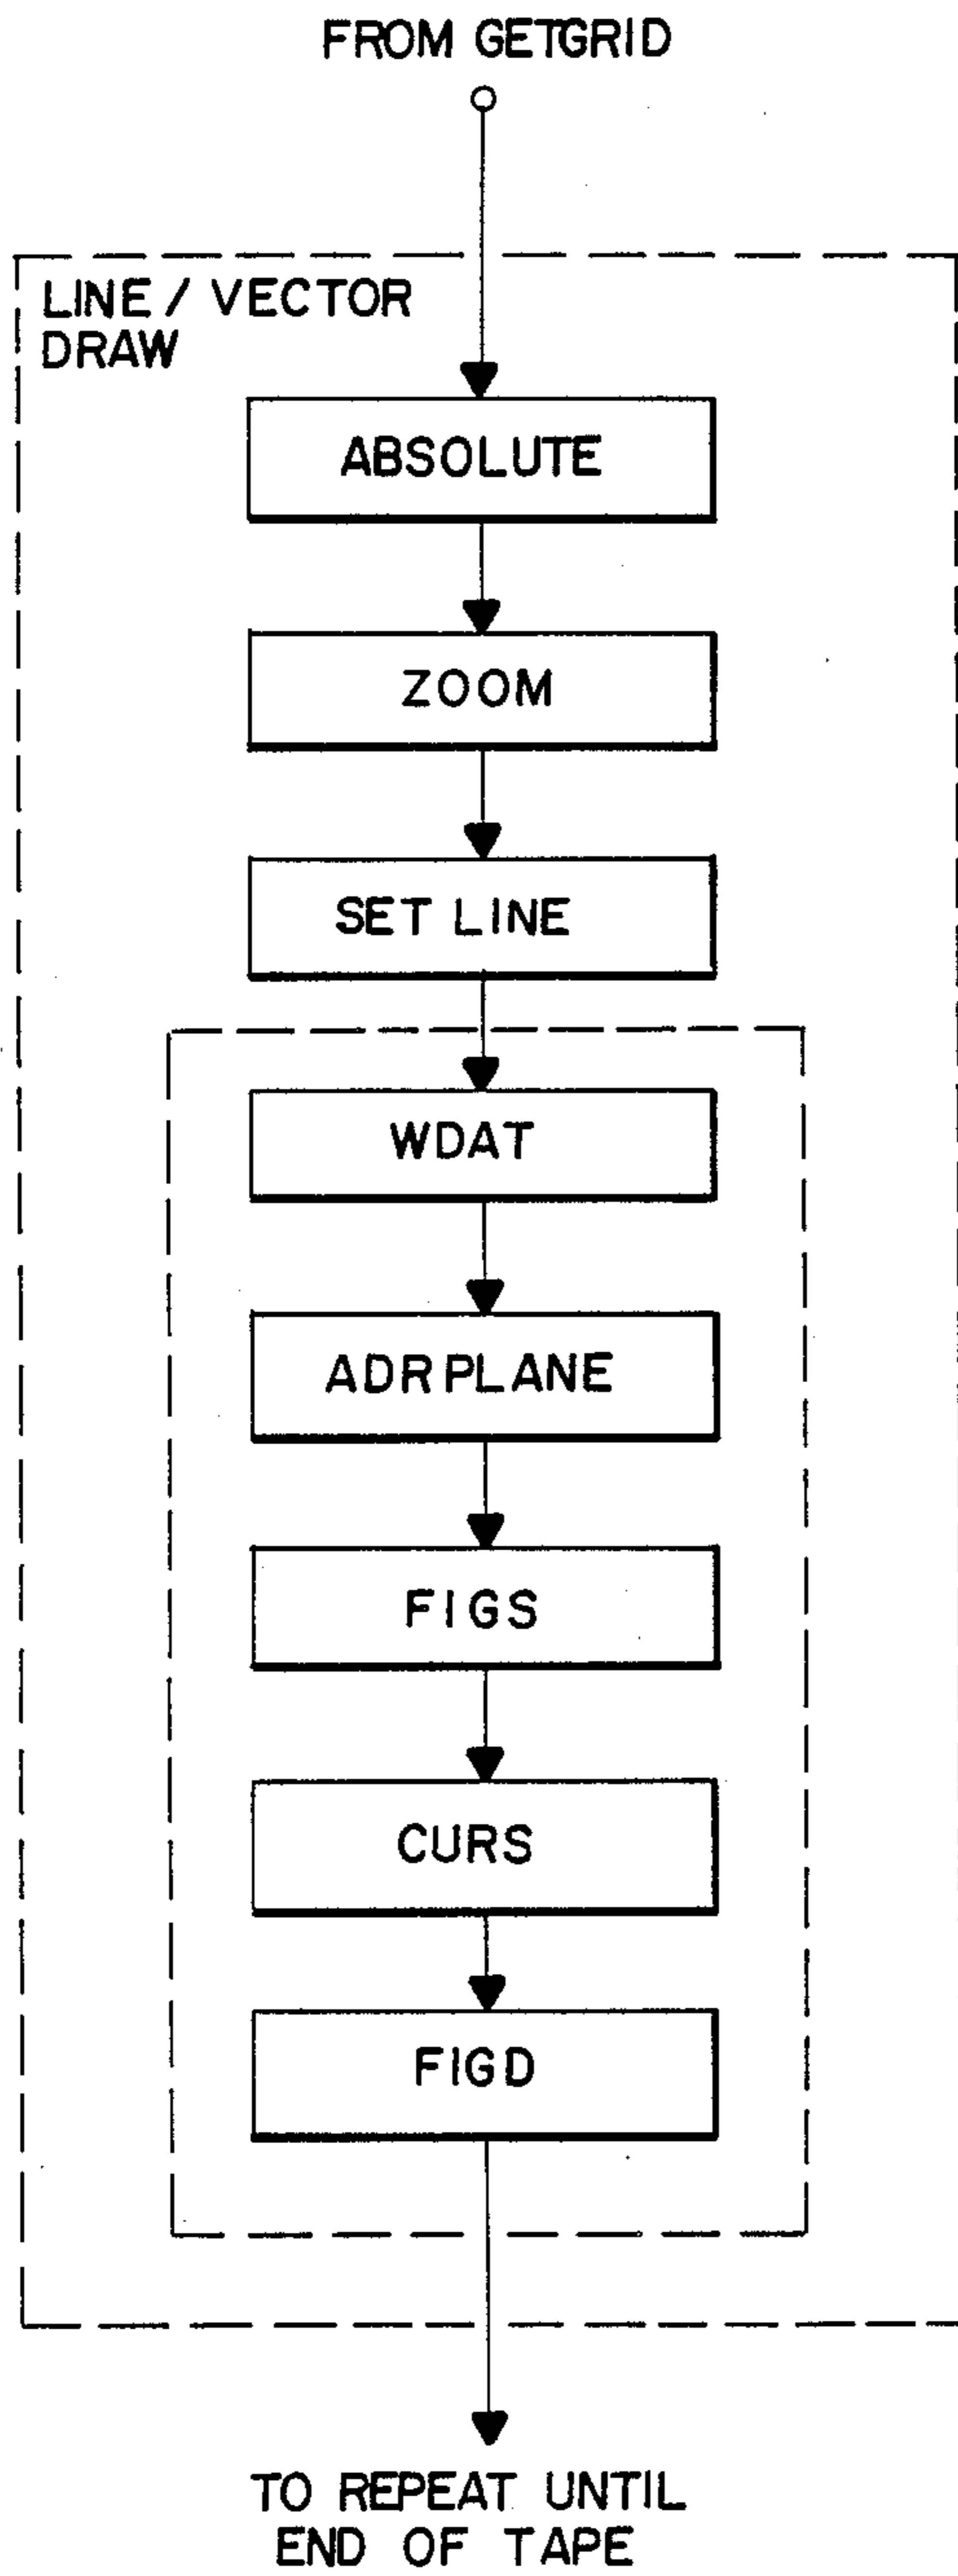 FROM GETGRID
LINE / VECTOR
DRAW
ABSOLUTE
ZOOM
SET LINE
WDAT
ADRPLANE
FIGS
CURS
FIGD
TO REPEAT UNTIL
END OF TAPE